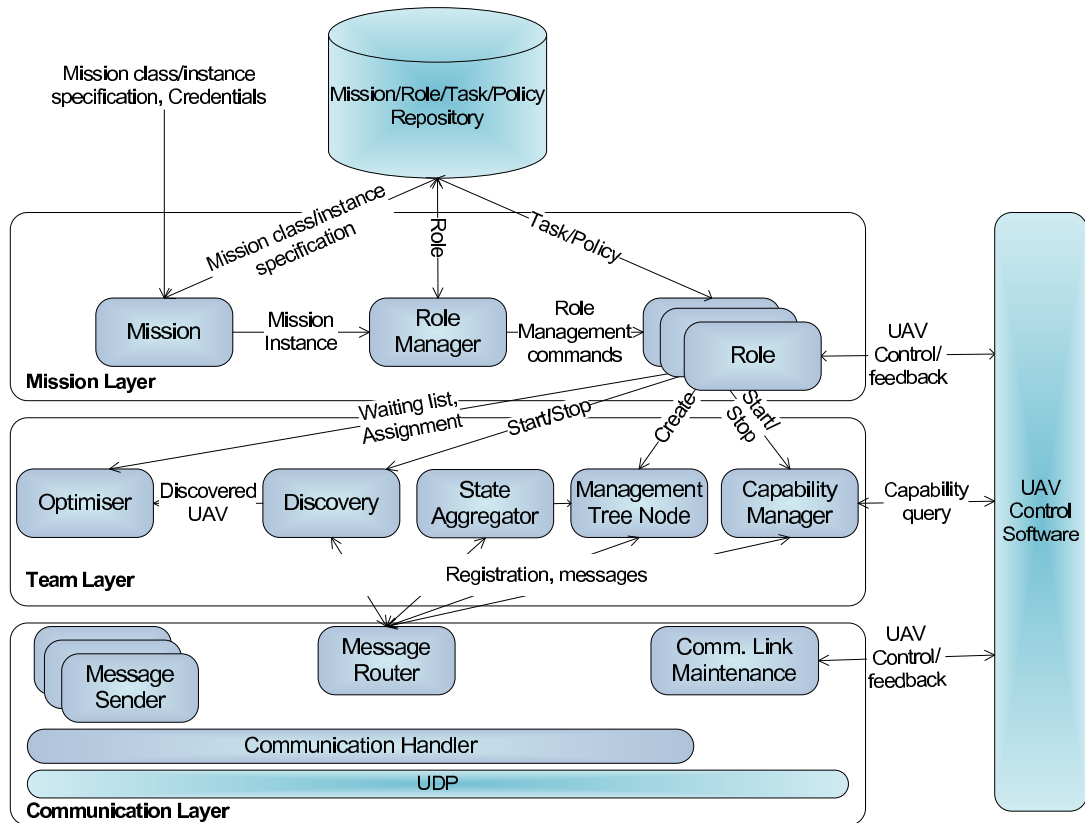 Mission class/instance
specification, Credentials
Mission/Role/Task/Policy
Repository
Mission class/instance
specification
Role
Task/Policy
Mission
Mission
Instance
Role
Manager
Role
Management
commands
Role
UAV
Control/
feedback
Mission Layer
Waiting list,
Assignment
Start/Stop
Create
Start/
Stop
Optimiser
Discovered
UAV
Discovery
State
Aggregator
Management
Tree Node
Capability
Manager
Capability
query
UAV
Control
Software
Registration, messages
Team Layer
Message
Sender
Message
Router
Comm. Link
Maintenance
UAV
Control/
feedback
Communication Handler
UDP
Communication Layer